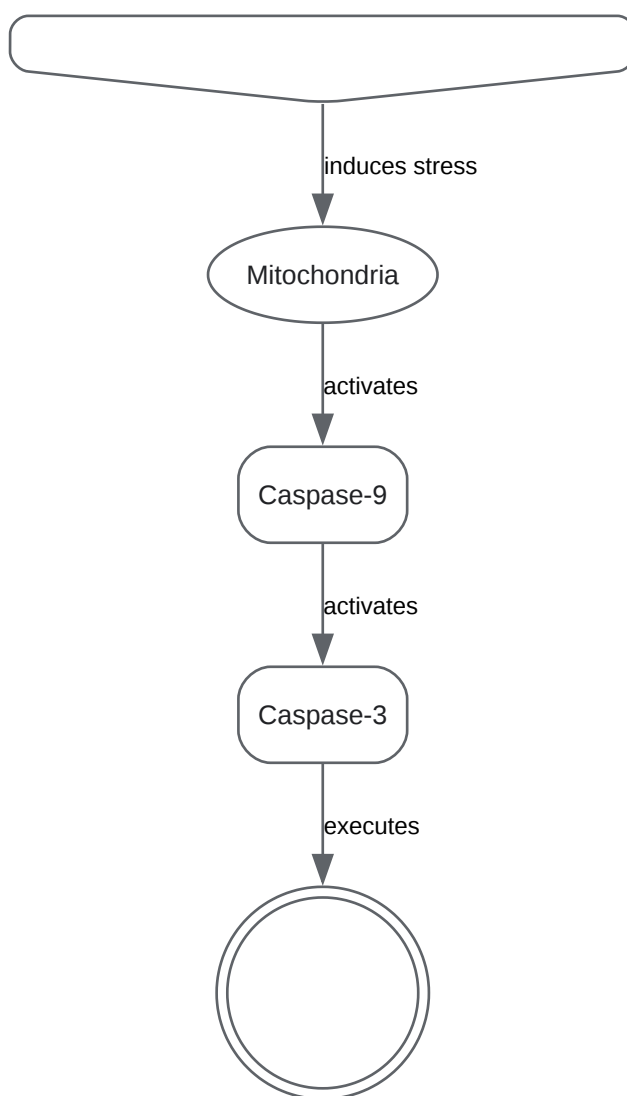 induces stress
Mitochondria
activates
Caspase-9
activates
Caspase-3
executes